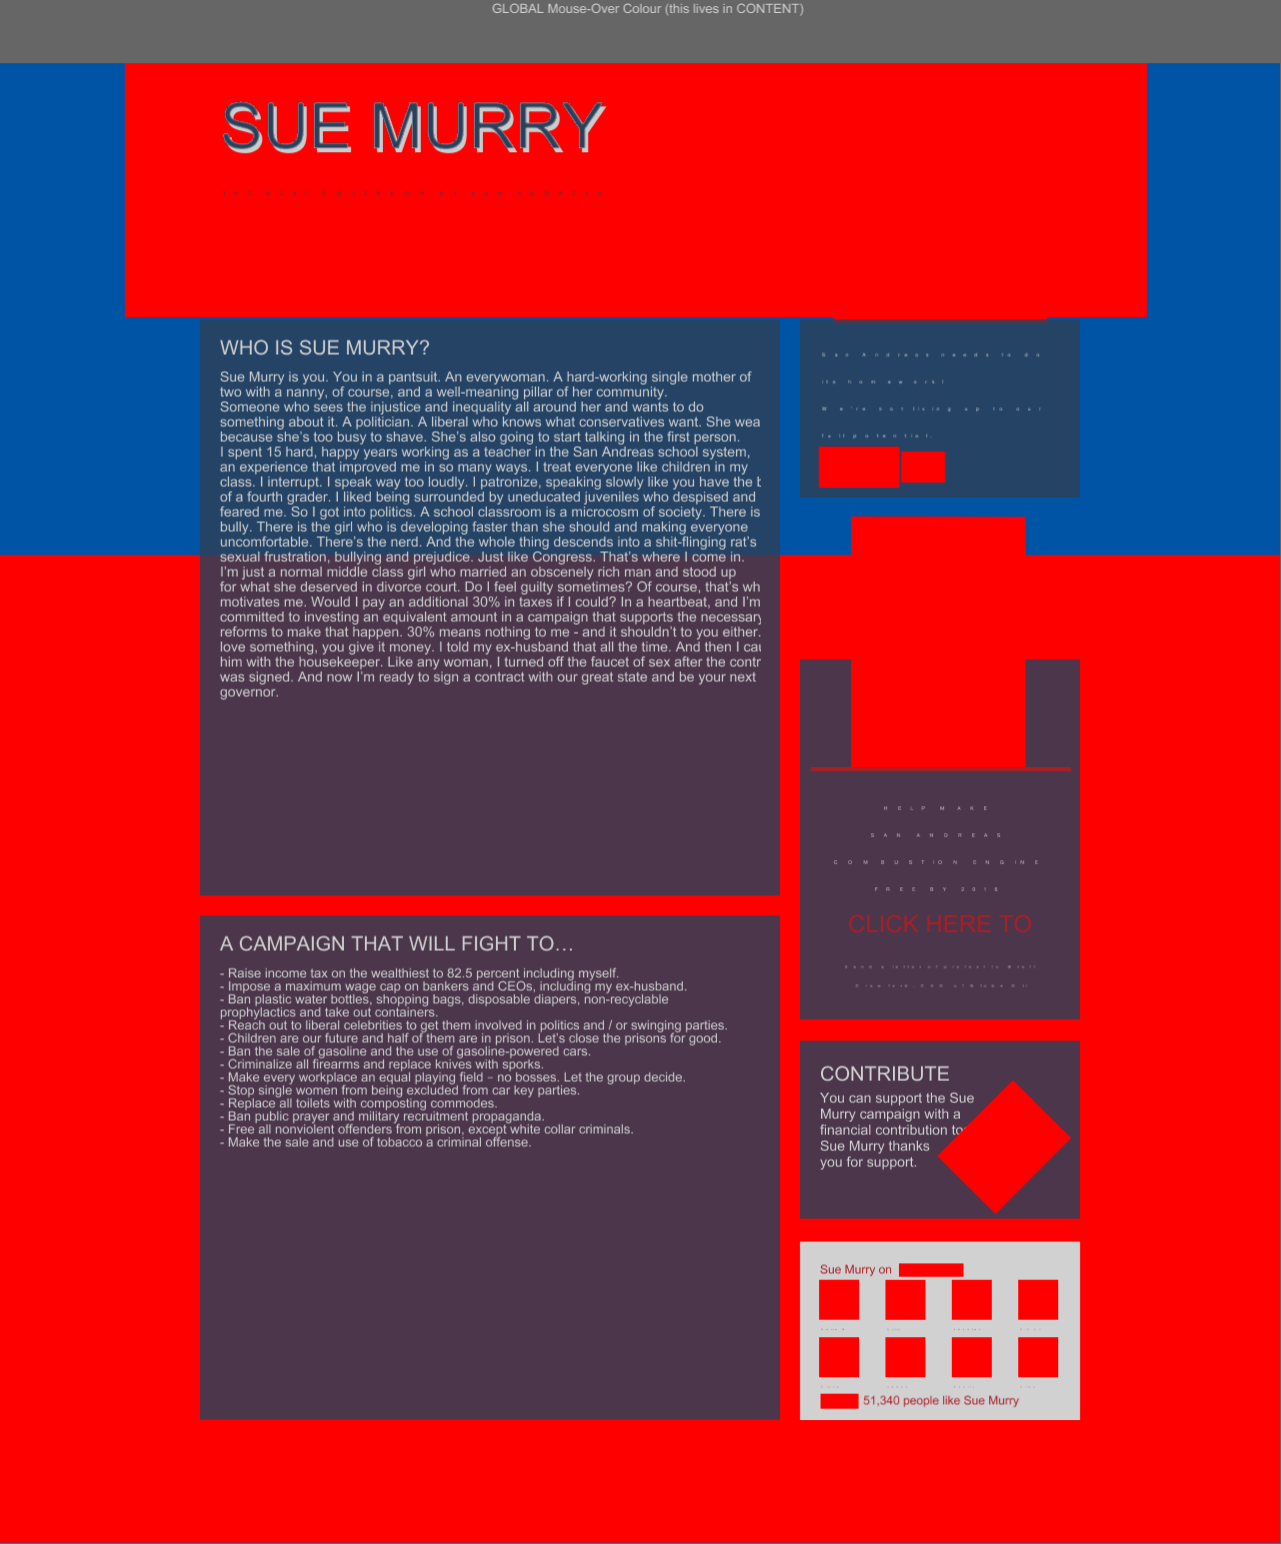 GLOBAL Mouse-Over Colour (this lives in CONTENT)
SUE MURRY
WHO IS SUE MURRY?
Sue Murry is you. You in a pantsuit. An everywoman. A hard-working single mother of
two with a nanny, of course, and a well-meaning pillar of her community.
Someone who sees the injustice and inequality all around her and wants to do
something about it. A politician. A liberal who knows what conservatives want. She wea
because she's too busy to shave. She's also going to start talking in the first person.
I spent 15 hard, happy years working as a teacher in the San Andreas school system,
an experience that improved me in so many ways. I treat everyone like children in my
class. I interrupt. I speak way too loudly. I patronize, speaking slowly like you have the
of a fourth grader. I liked being surrounded by uneducated juveniles who despised and
feared me. So I got into politics. A school classroom is a microcosm of society. There is
bully. There is the girl who is developing faster than she should and making everyone
uncomfortable. There's the nerd. And the whole thing descends into a shit-flinging rat's
sexual frustration, bullying and prejudice. Just like Congress. That's where I come in.
I'm just a normal middle class girl who married an obscenely rich man and stood up
for what she deserved in divorce court. Do I feel guilty sometimes? Of course, that's wh
motivates me. Would I pay an additional 30% in taxes if I could? In a heartbeat, and I'm
committed to investing an equivalent amount in a campaign that supports the necessary
reforms to make that happen. 30% means nothing to me - and it shouldn't to you either.
love something, you give it money. I told my ex-husband that all the time. And then I cau
him with the housekeeper. Like any woman, I turned off the faucet of sex after the contr
was signed. And now I'm ready to sign a contract with our great state and be your next
governor.
A CAMPAIGN THAT WILL FIGHT TO...
- Raise income tax on the wealthiest to 82.5 percent including myself.
- Impose a maximum wage cap on bankers and CEOs, including my ex-husband.
- Ban plastic water bottles, shopping bags, disposable diapers, non-recyclable
prophylactics and take out containers.
- Reach out to liberal celebrities to get them involved in politics and / or swinging parties.
- Children are our future and half of them are in prison. Let's close the prisons for good.
- Ban the sale of gasoline and the use of gasoline-powered cars.
- Criminalize all firearms and replace knives with sporks.
- Make every workplace an equal playing field – no bosses. Let the group decide.
- Stop single women from being excluded from car key parties.
- Replace all toilets with composting commodes.
- Ban public prayer and military recruitment propaganda.
- Free all nonviolent offenders from prison, except white collar criminals.
- Make the sale and use of tobacco a criminal offense.
San Andreas needs to do
its homework!
We're not living up to our
full potential.
HELP MAKE
SAN ANDREAS
COMBUSTION ENGINE
FREE BY 2018
CLICK HERE TO
CONTRIBUTE
You can support the Sue
Murry campaign with a
financial contribution to
Sue Murry thanks
you for support.
Sue Murry on
51,340 people like Sue Murry